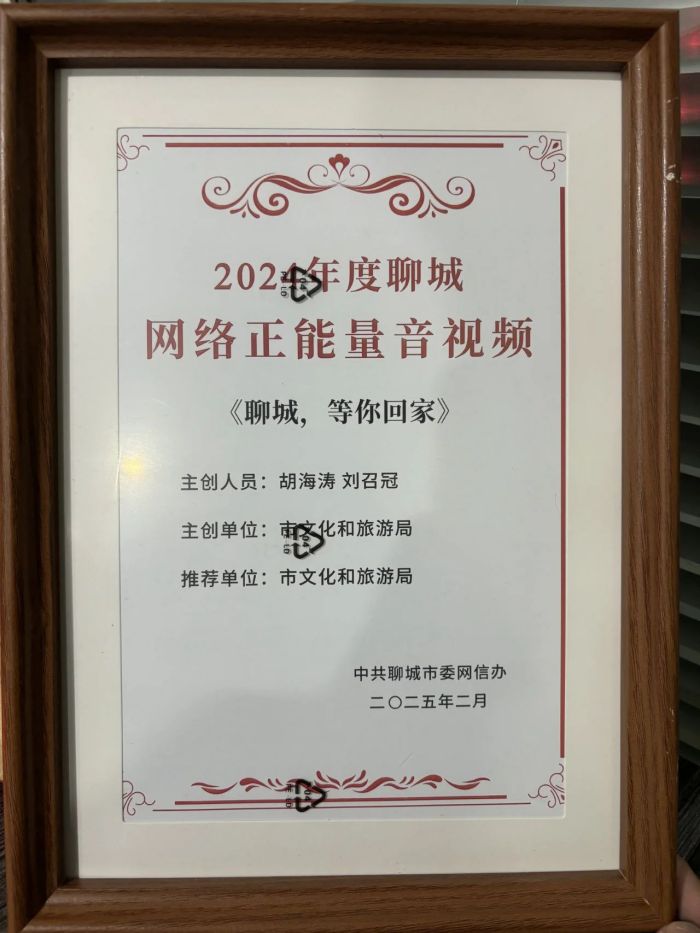 2024年度聊城
网络正能量音视频
《聊城，等你回家》
主创人员：胡海涛 刘召冠
主创单位：市文化和旅游局
推荐单位：市文化和旅游局
中共聊城市委网信办
二〇二五年二月